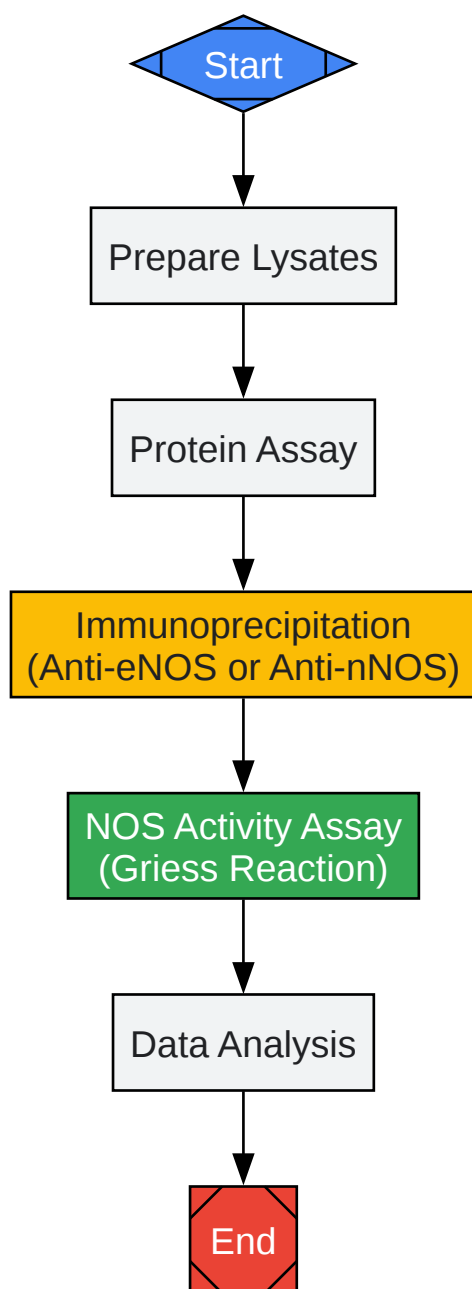 Start
Prepare Lysates
Protein Assay
Immunoprecipitation
(Anti-eNOS or Anti-nNOS)
NOS Activity Assay
(Griess Reaction)
Data Analysis
End